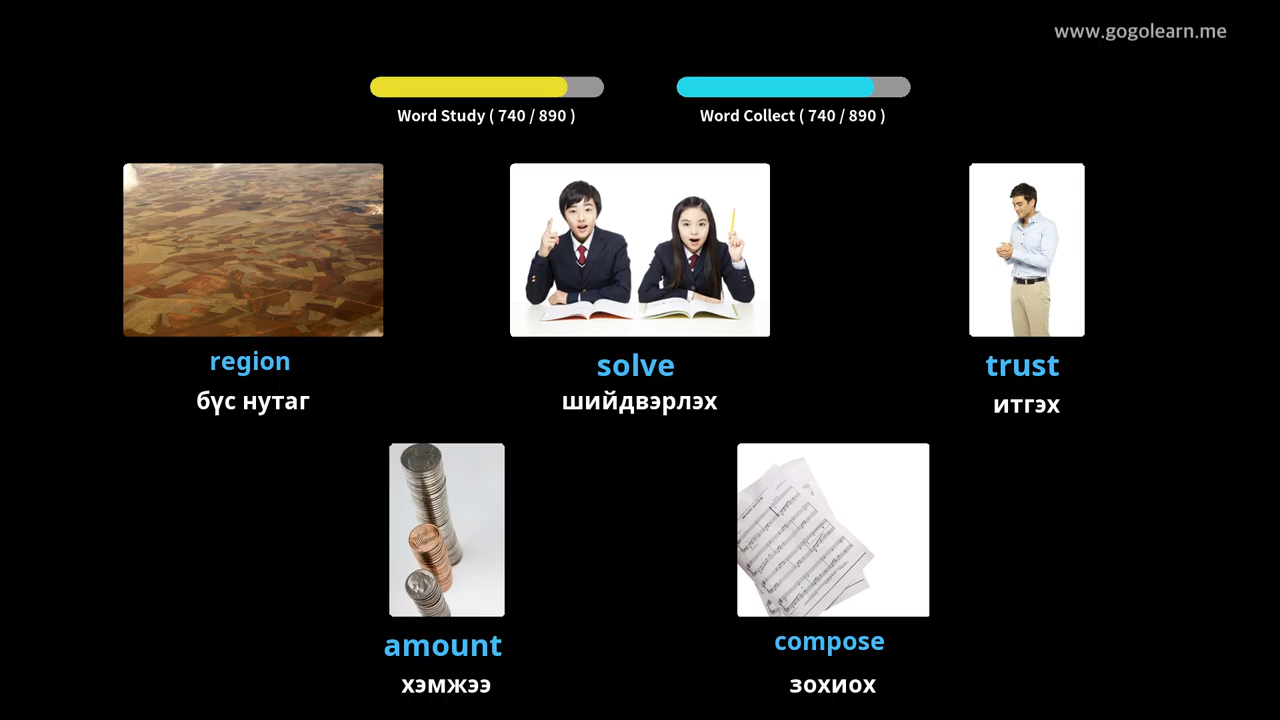 www.gogolearn.me
Word Study ( 740 / 890 )
Word Collect ( 740 / 890 )
region
бүс нутаг
solve
шийдвэрлэх
trust
итгэх
amount
хэмжээ
compose
зохиох